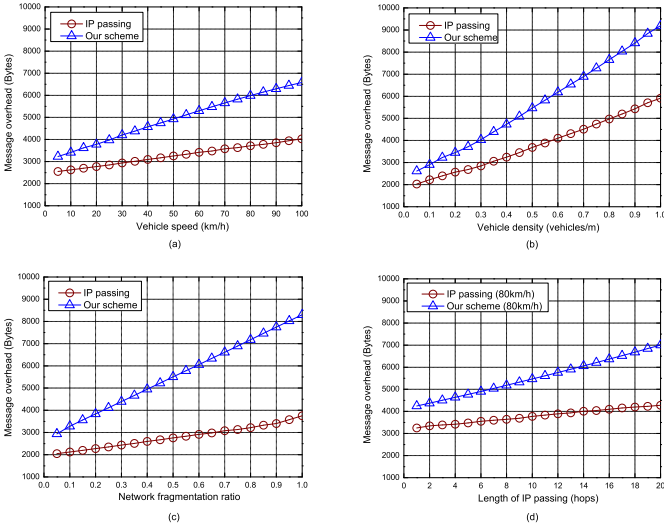 10000
9000
8000
7000
6000
5000
4000
3000
2000
1000
Message overhead (Bytes)
IP passing
Our scheme
0 10 20 30 40 50 60 70 80 90 100
Vehicle speed (km/h)
(a)
10000
9000
8000
7000
6000
5000
4000
3000
2000
1000
Message overhead (Bytes)
IP passing
Our scheme
0.0 0.1 0.2 0.3 0.4 0.5 0.6 0.7 0.8 0.9 1.0
Vehicle density (vehicles/m)
(b)
10000
9000
8000
7000
6000
5000
4000
3000
2000
1000
Message overhead (Bytes)
IP passing
Our scheme
0.0 0.1 0.2 0.3 0.4 0.5 0.6 0.7 0.8 0.9 1.0
Network fragmentation ratio
(c)
10000
9000
8000
7000
6000
5000
4000
3000
2000
1000
Message overhead (Bytes)
IP passing (80km/h)
Our scheme (80km/h)
2 4 6 8 10 12 14 16 18 20
Length of IP passing (hops)
(d)